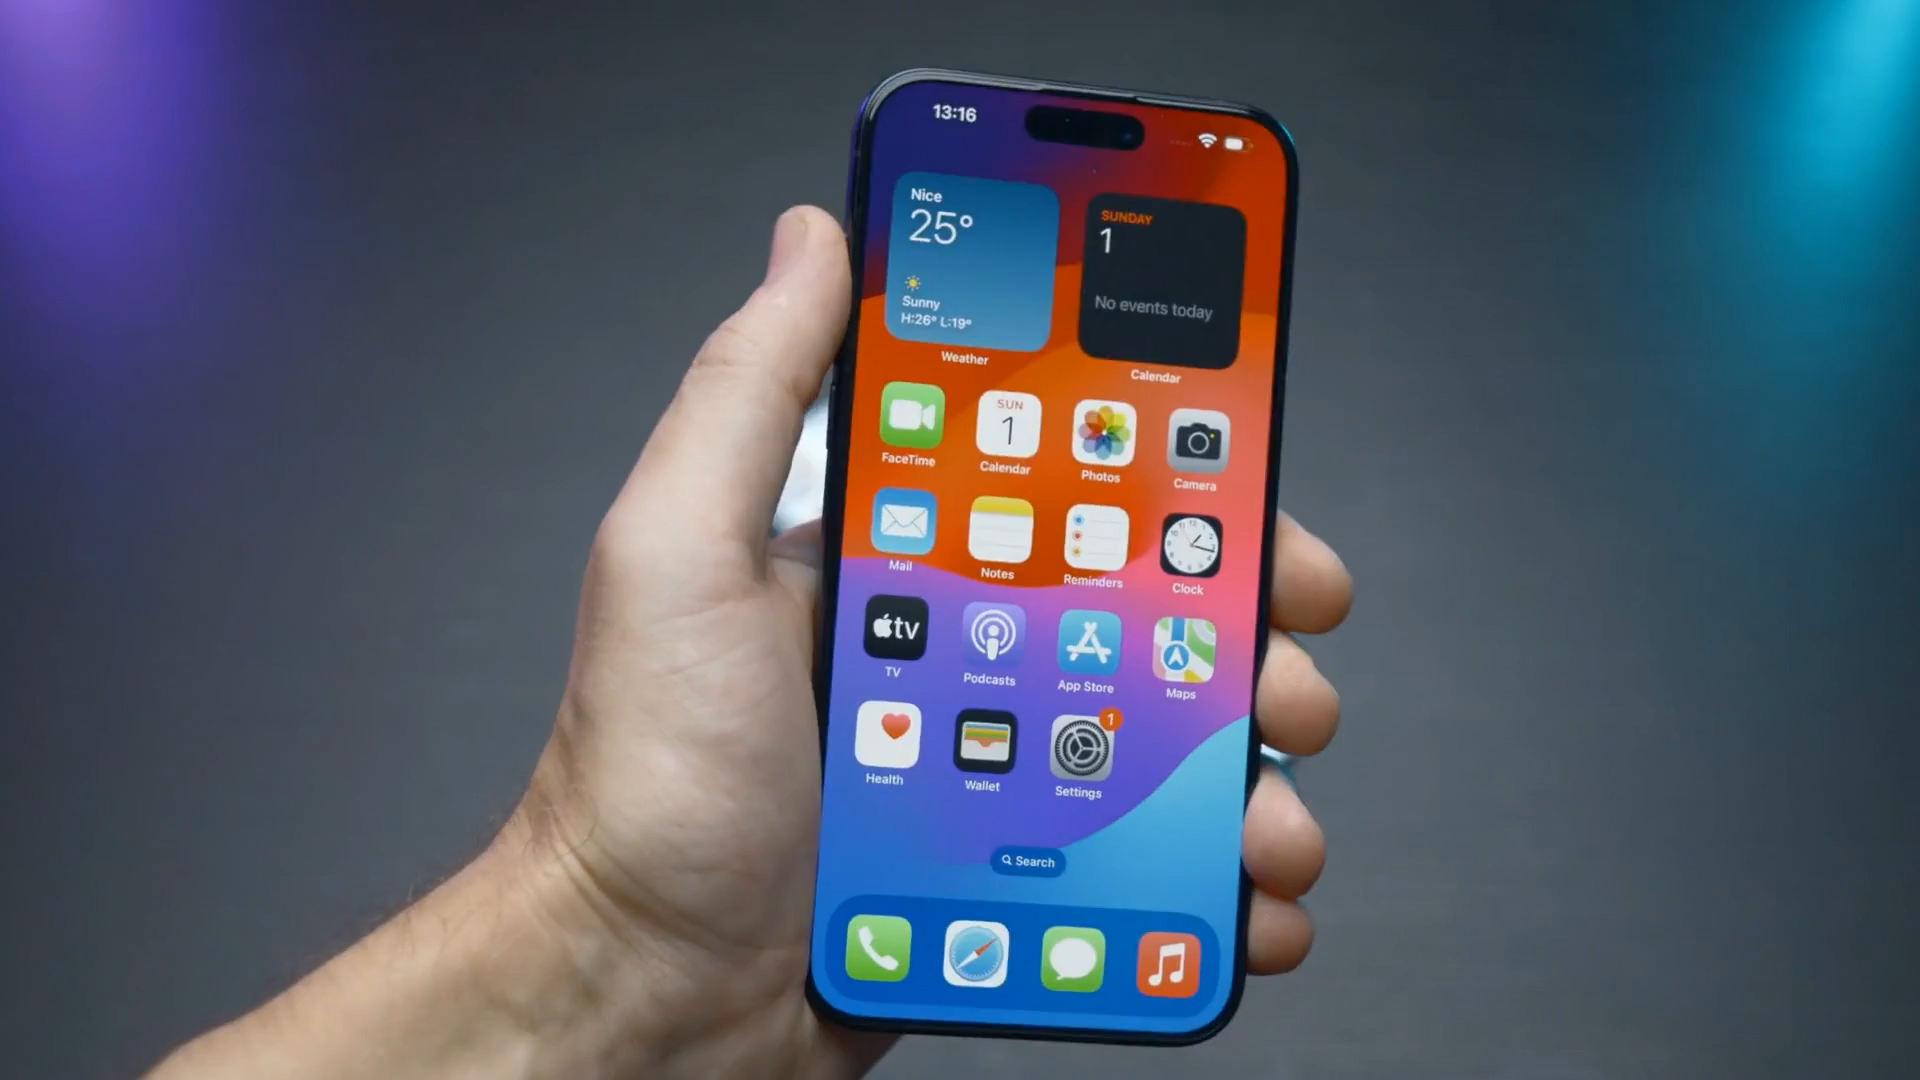 13:16
Nice
25°
Sunny
H:26° L:19°
Weather
SUNDAY
1
No events today
Calendar
FaceTime
SUN
1
Calendar
Photos
Camera
Mail
Notes
Reminders
Clock
tv
TV
Podcasts
App Store
Maps
Health
Wallet
1
Settings
Search